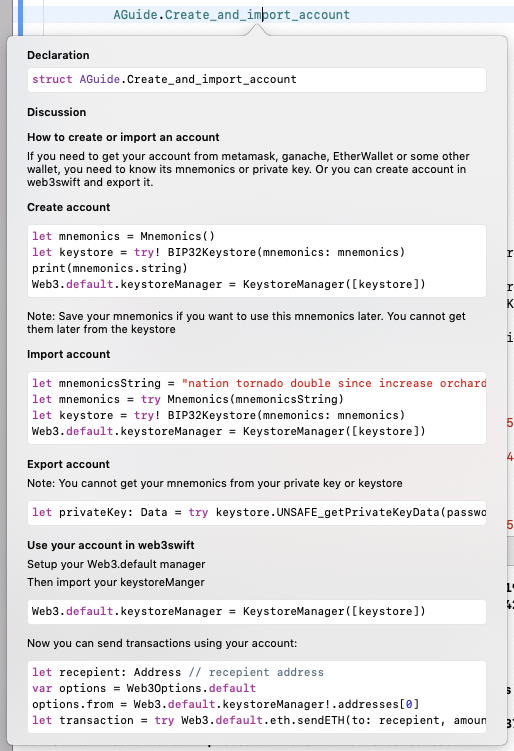 AGuide.Create_and_import_account
Declaration
struct AGuide.Create_and_import_account
Discussion
How to create or import an account
If you need to get your account from metamask, ganache, EtherWallet or some other
wallet, you need to know its mnemonics or private key. Or you can create account in
web3swift and export it.
Create account
let mnemonics = Mnemonics()
let keystore = try! BIP32Keystore(mnemonics: mnemonics)
print(mnemonics.string)
Web3.default.keystoreManager = KeystoreManager([keystore])
Note: Save your mnemonics if you want to use this mnemonics later. You cannot get
them later from the keystore
Import account
let mnemonicsString = "nation tornado double since increase orchard
let mnemonics = try Mnemonics(mnemonicsString)
let keystore = try! BIP32Keystore(mnemonics: mnemonics)
Web3.default.keystoreManager = KeystoreManager([keystore])
Export account
Note: You cannot get your mnemonics from your private key or keystore
let privateKey: Data = try keystore.UNSAFE_getPrivateKeyData(passwo
Use your account in web3swift
Setup your Web3.default manager
Then import your keystoreManger
Web3.default.keystoreManger = KeystoreManager([keystore])
Now you can send transactions using your account:
let recepient: Address // recepient address
var options = Web3Options.default
options.from = Web3.default.keystoreManager!.addresses[0]
let transaction = try Web3.default.eth.sendETH(to: recepient, amoun